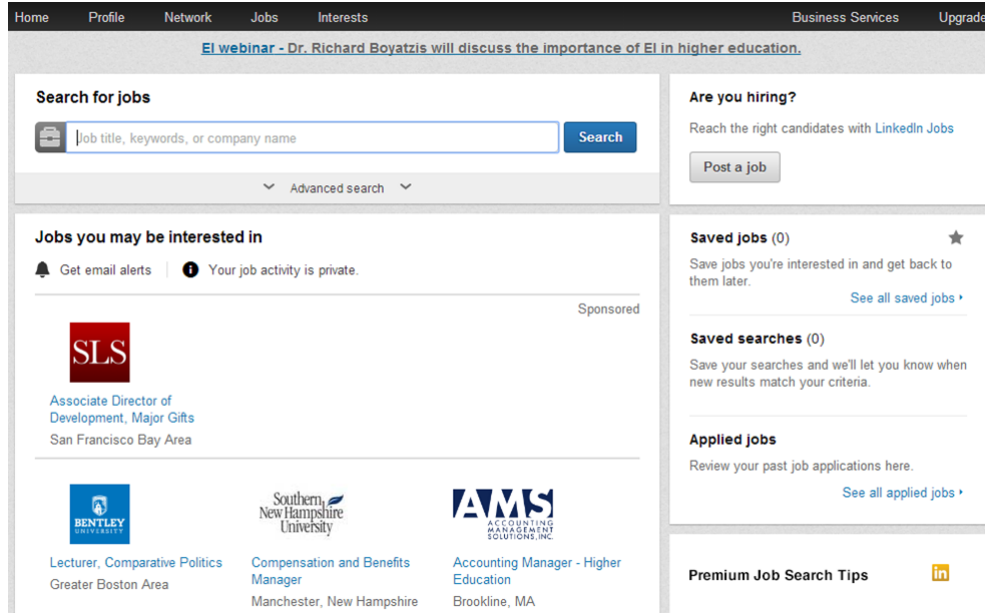 Home Profile Network Jobs Interests Business Services Upgrade
EI webinar - Dr. Richard Boyatzis will discuss the importance of EI in higher education.
Search for jobs
Job title, keywords, or company name
Search
Advanced search
Are you hiring?
Reach the right candidates with LinkedIn Jobs
Post a job
Jobs you may be interested in
Get email alerts
Your job activity is private.
Sponsored
SLS
Associate Director of
Development, Major Gifts
San Francisco Bay Area
BENTLEY
UNIVERSITY
Lecturer, Comparative Politics
Greater Boston Area
Southern
New Hampshire
University
Compensation and Benefits
Manager
Manchester, New Hampshire
AMS
ACCOUNTING
MANAGEMENT
SOLUTIONS, INC.
Accounting Manager - Higher
Education
Brookline, MA
Saved jobs (0)
Save jobs you're interested in and get back to
them later.
See all saved jobs
Saved searches (0)
Save your searches and we'll let you know when
new results match your criteria.
Applied jobs
Review your past job applications here.
See all applied jobs
Premium Job Search Tips
in